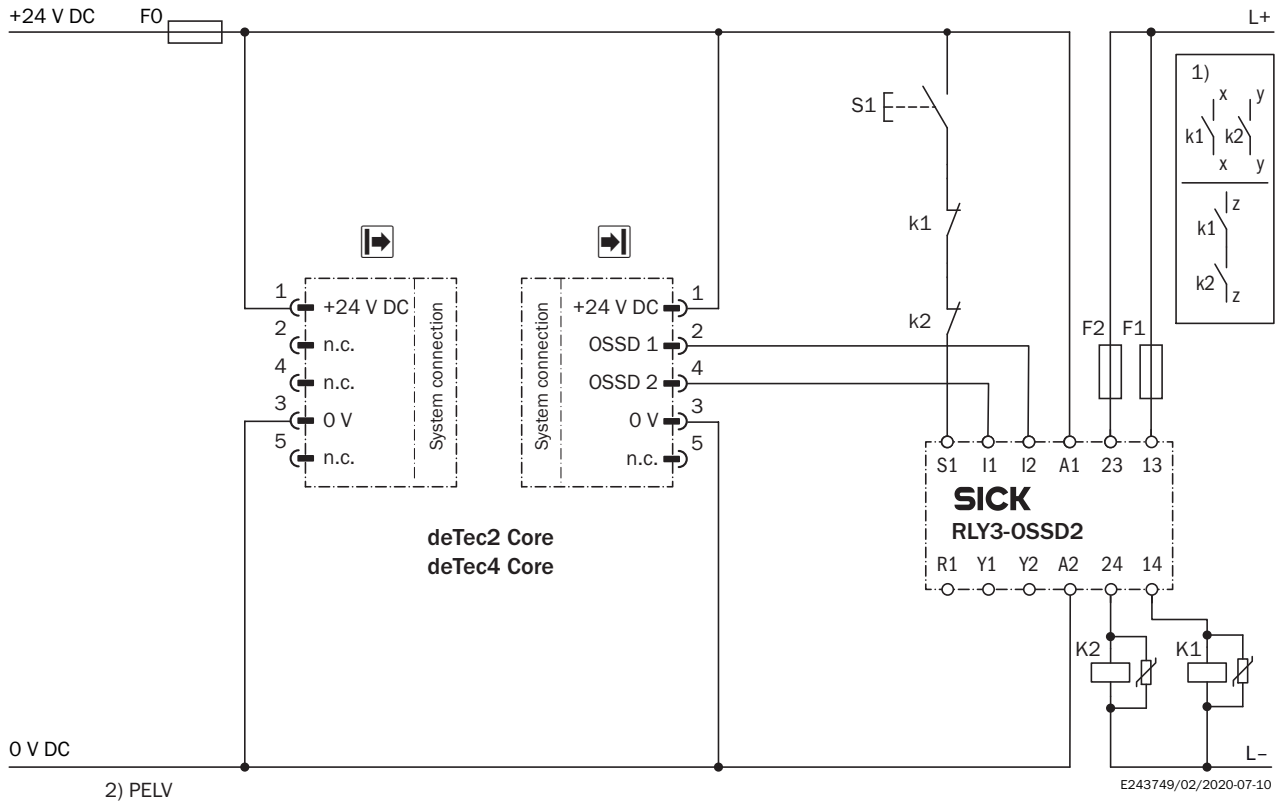 +24 V DC F0 L+
1)
x y
S1
k1 k2
x y
z
k1
k1
k2
z
k2
F2 F1
1 +24 V DC
2 n.c.
4 n.c.
3 0 V
5 n.c.
System connection
System connection
+24 V DC 1
OSSD 1 2
OSSD 2 4
0 V 3
n.c. 5
deTec2 Core
deTec4 Core
S1 I1 I2 A1 23 13
SICK
RLY3-OSSD2
R1 Y1 Y2 A2 24 14
K2 K1
0 V DC L–
2) PELV
E243749/02/2020-07-10